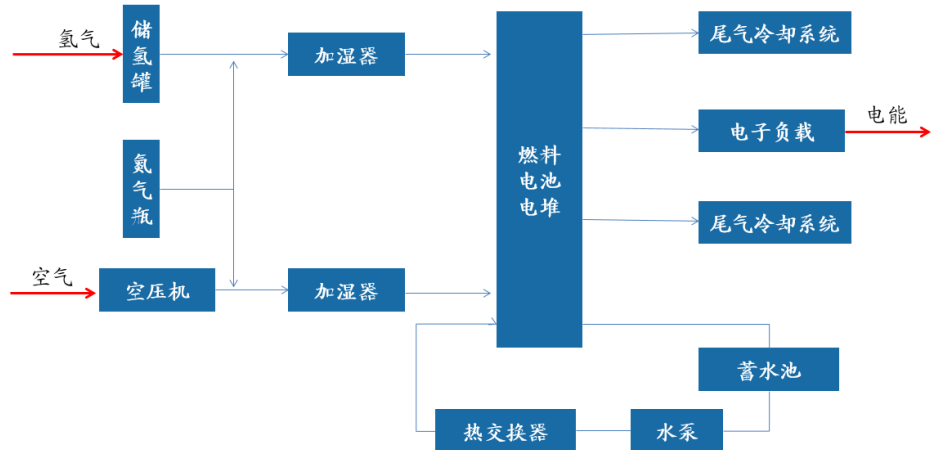 氢气
储
氢
罐
加湿器
尾气冷却系统
电能
电子负载
氮
气
瓶
燃料
电池
电堆
尾气冷却系统
空气
空压机
加湿器
蓄水池
热交换器
水泵